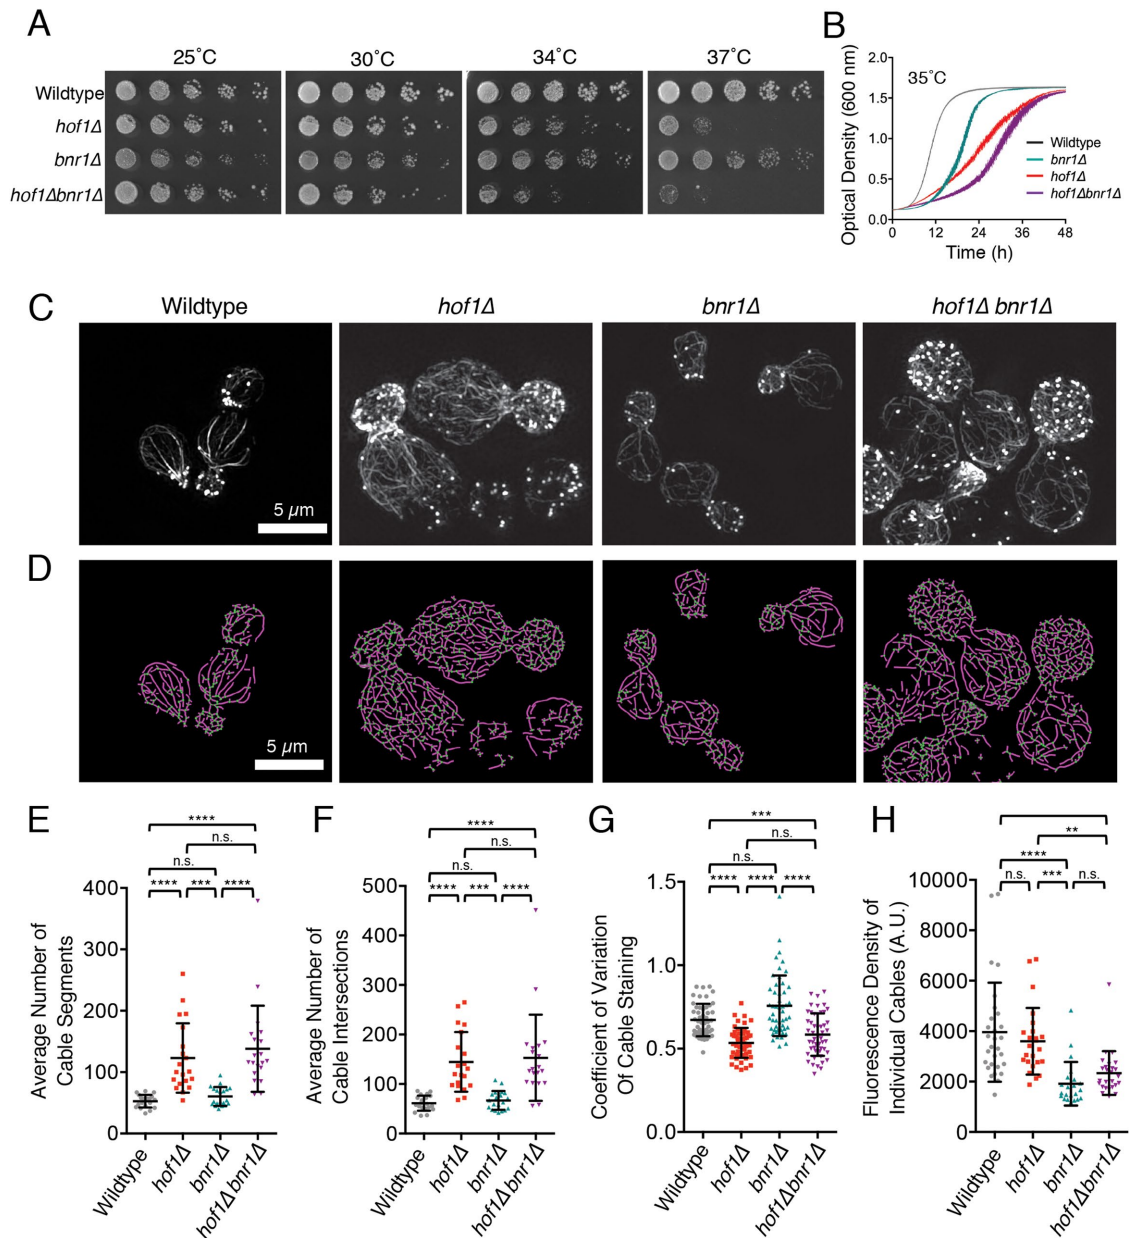 A
25˚C 30˚C 34˚C 37˚C
Wildtype
hof1Δ
bnr1Δ
hof1Δbnr1Δ
B
Optical Density (600 nm)
2.0
1.5
1.0
0.5
0.0
35˚C
Wildtype
bnr1Δ
hof1Δ
hof1Δbnr1Δ
0 12 24 36 48
Time (h)
C
Wildtype hof1Δ bnr1Δ hof1Δ bnr1Δ
5 µm
D
5 µm
E
****
n.s.
n.s.
**** *** ****
Average Number of
Cable Segments
400
300
200
100
0
Wildtype
hof1Δ
bnr1Δ
hof1Δ bnr1Δ
F
****
n.s.
n.s.
**** *** ****
Average Number of
Cable Intersections
500
400
300
200
100
0
Wildtype
hof1Δ
bnr1Δ
hof1Δ bnr1Δ
G
***
n.s.
n.s.
**** **** ****
Coefficient of Variation
Of Cable Staining
1.5
1.0
0.5
0.0
Wildtype
hof1Δ
bnr1Δ
hof1Δbnr1Δ
H
**
****
n.s. *** n.s.
Fluorescence Density of
Individual Cables (A.U.)
10000
8000
6000
4000
2000
0
Wildtype
hof1Δ
bnr1Δ
hof1Δbnr1Δ